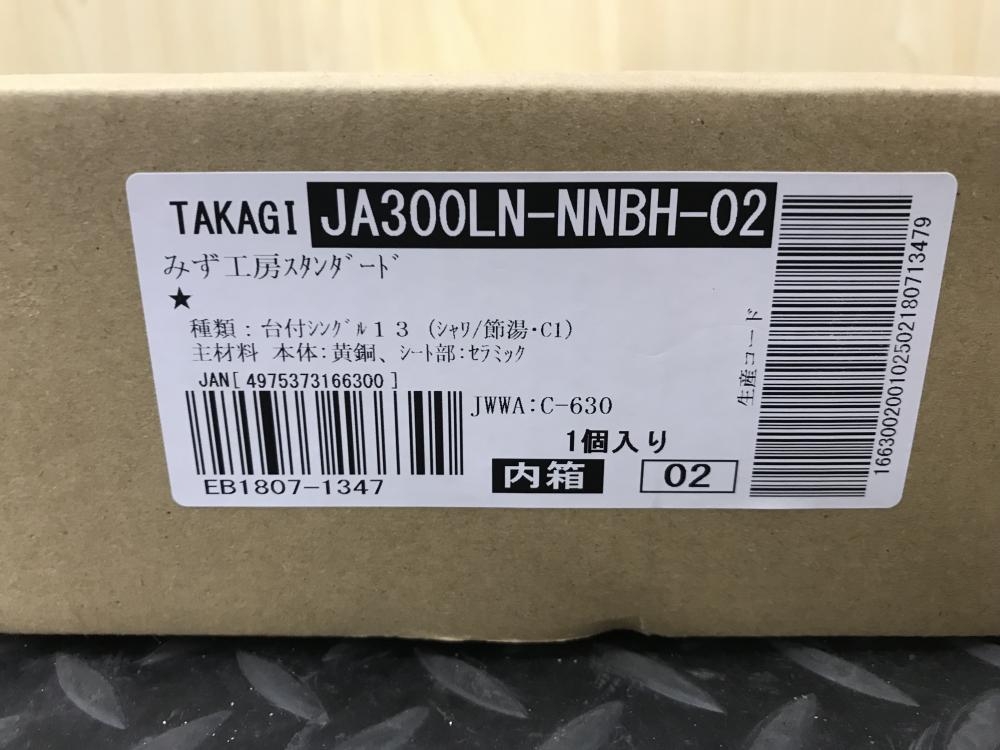 TAKAGI JA300LN-NNBH-02
みず工房ｽﾀﾝﾀﾞｰﾄﾞ
★
種類：台付ｼﾝｸﾞﾙ１３ (ｼｬﾜ/節湯・C1)
主材料 本体：黄銅、ｼｰﾄ部：ｾﾗﾐｯｸ
JAN[ 4975373166300 ]
JWWA:C-630
1個入り
EB1807-1347
内箱 02
生産コード
16630020010250218071​3479